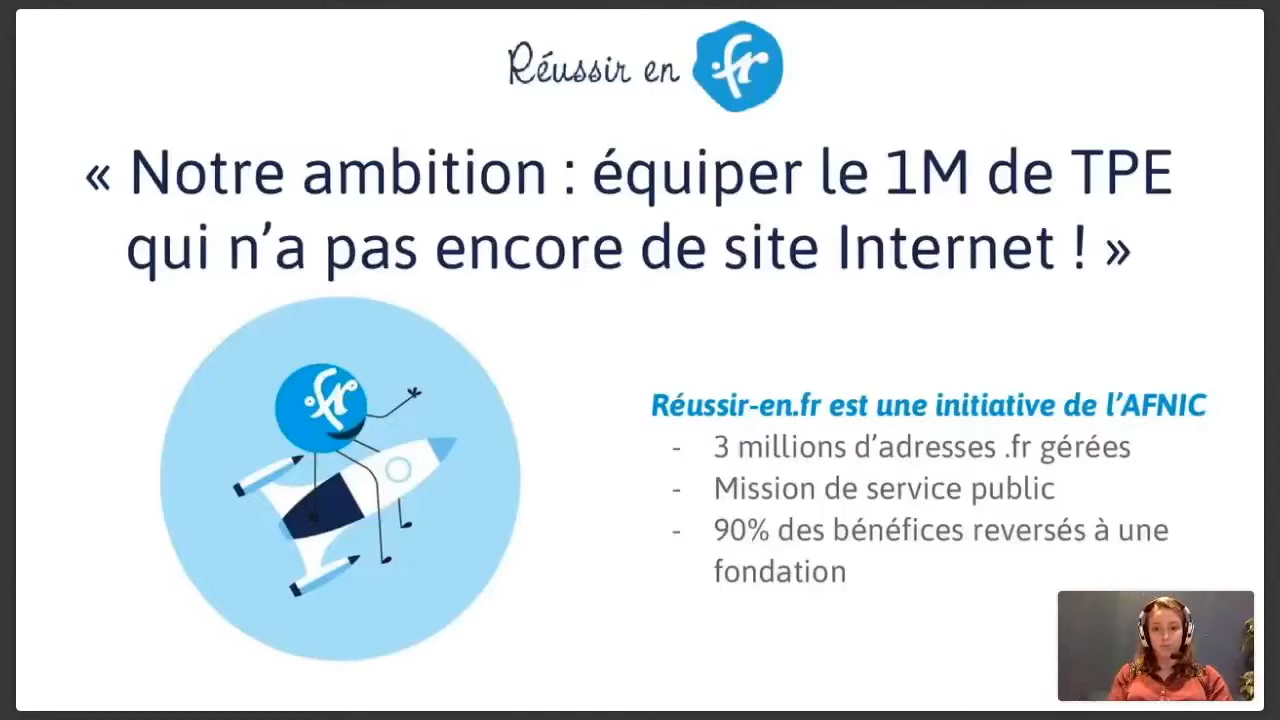 Réussir en .fr
« Notre ambition : équiper le 1M de TPE
qui n’a pas encore de site Internet ! »
.fr
Réussir-en.fr est une initiative de l’AFNIC
- 3 millions d’adresses .fr gérées
- Mission de service public
- 90% des bénéfices reversés à une
fondation